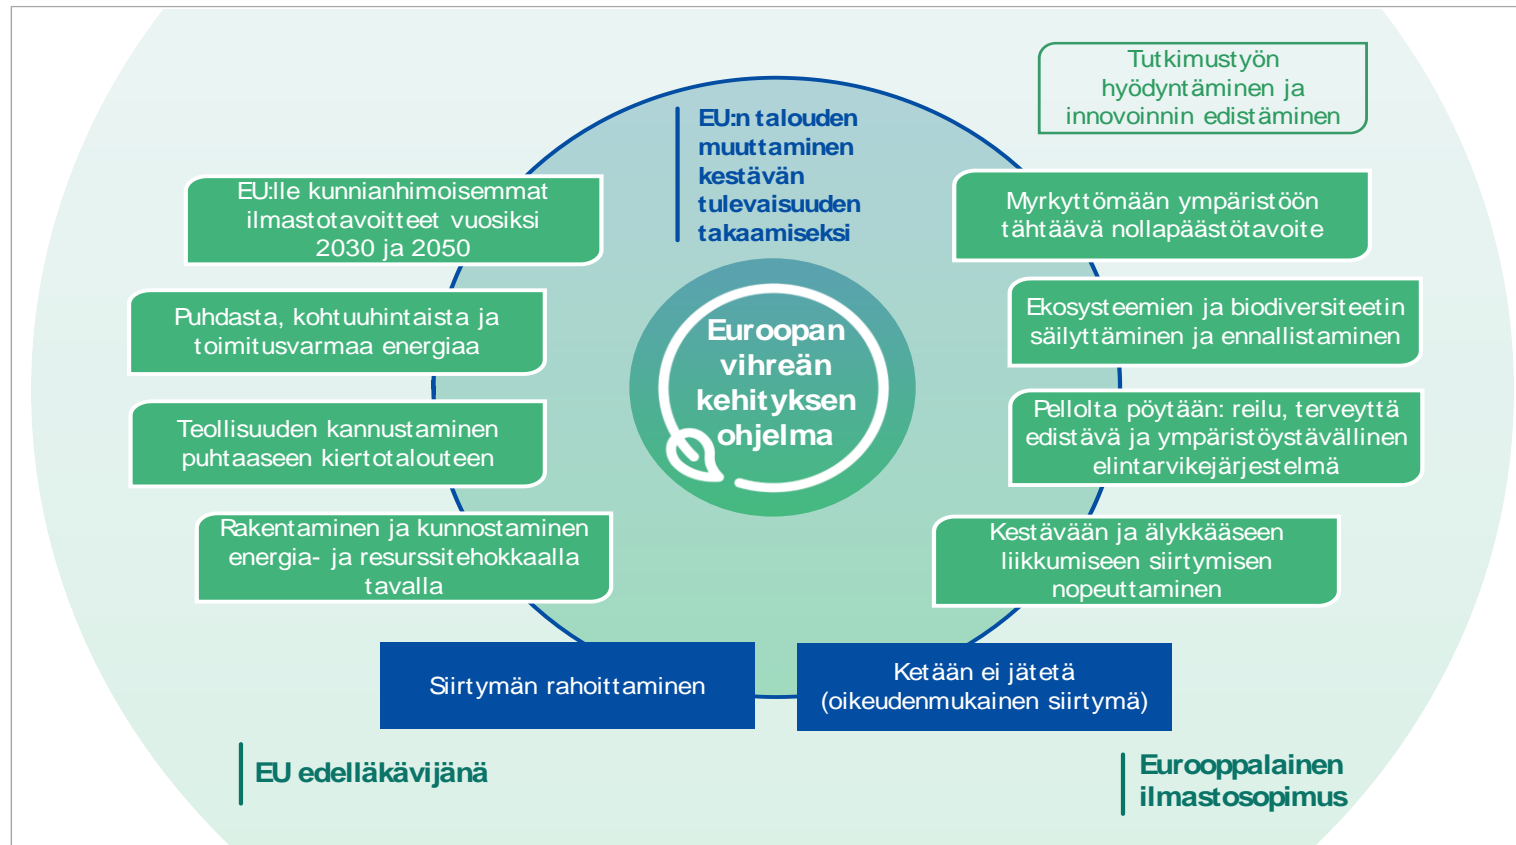 Tutkimustyön
hyödyntäminen ja
innovoinnin edistäminen
EU:n talouden
muuttaminen
kestävän
tulevaisuuden
takaamiseksi
EU:lle kunnianhimoisemmat
ilmastotavoitteet vuosiksi
2030 ja 2050
Myrkyttömään ympäristöön
tähtäävä nollapäästötavoite
Puhdasta, kohtuuhintaista ja
toimitusvarmaa energiaa
Ekosysteemien ja biodiversiteetin
säilyttäminen ja ennallistaminen
Euroopan
vihreän
kehityksen
ohjelma
Teollisuuden kannustaminen
puhtaaseen kiertotalouteen
Pellolta pöytään: reilu, terveyttä
edistävä ja ympäristöystävällinen
elintarvikejärjestelmä
Rakentaminen ja kunnostaminen
energia- ja resurssitehokkaalla
tavalla
Kestävään ja älykkääseen
liikkumiseen siirtymisen
nopeuttaminen
Siirtymän rahoittaminen
Ketään ei jätetä
(oikeudenmukainen siirtymä)
EU edelläkävijänä
Eurooppalainen
ilmastosopimus